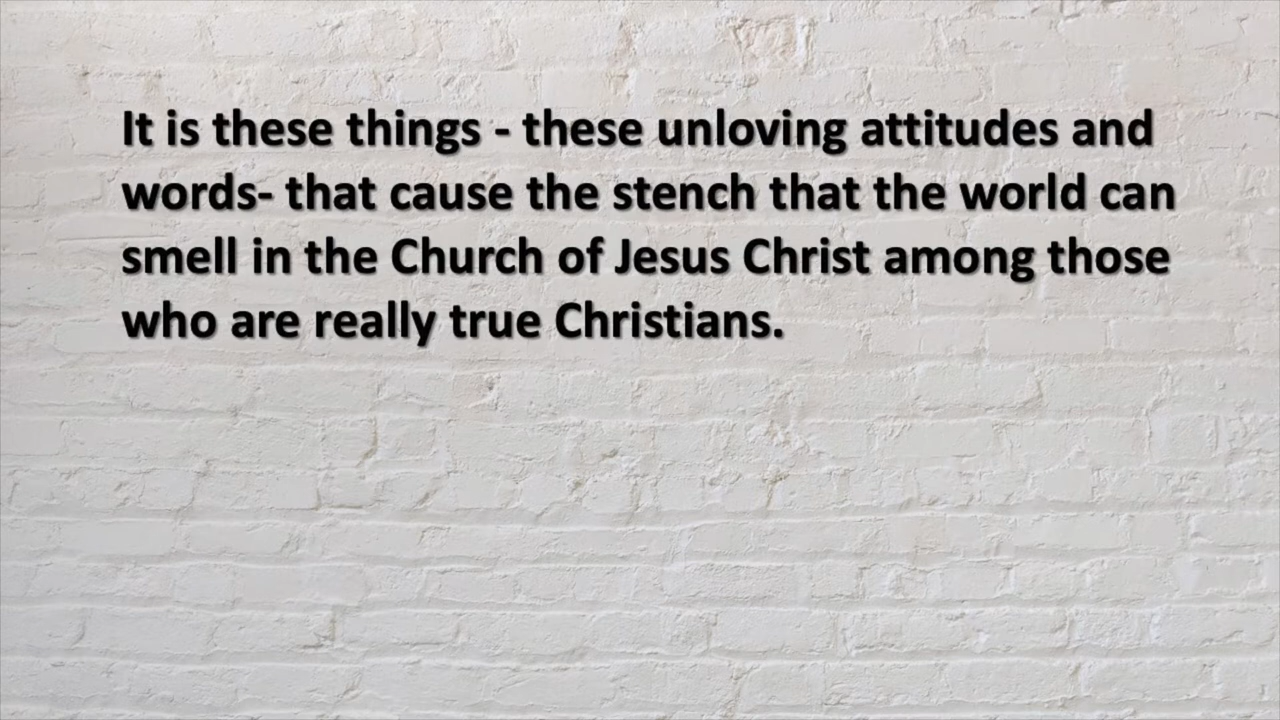 It is these things - these unloving attitudes and
words- that cause the stench that the world can
smell in the Church of Jesus Christ among those
who are really true Christians.